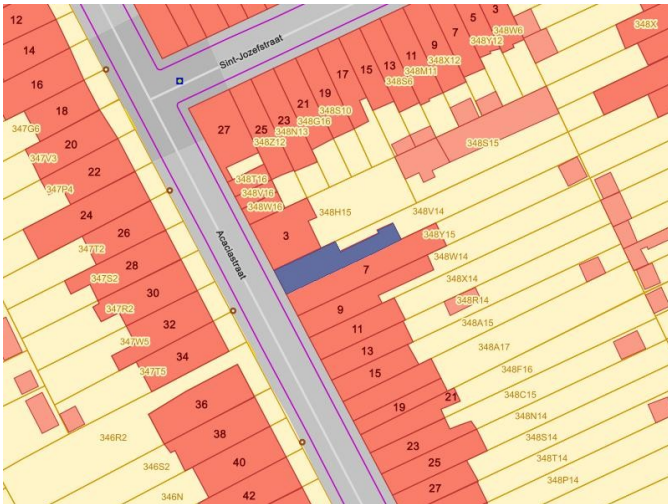 12
14
16
18
20
22
24
26
28
30
32
34
36
38
40
42
347G6
347V3
347P4
347T2
347S2
347R2
347W5
347T5
346R2
346S2
346N
Sint-Jozefstraat
Acaciastraat
27
25
23
21
19
17
15
13
11
9
7
5
3
348Z12
348N13
348G16
348S10
348S6
348M11
348X12
348Y12
348W6
348S15
348T16
348V16
348W16
348H15
348V14
348Y15
348W14
348X14
348R14
348A15
348A17
348F16
348C15
348N14
348S14
348T14
348P14
3
7
9
11
13
15
19
21
23
25
27